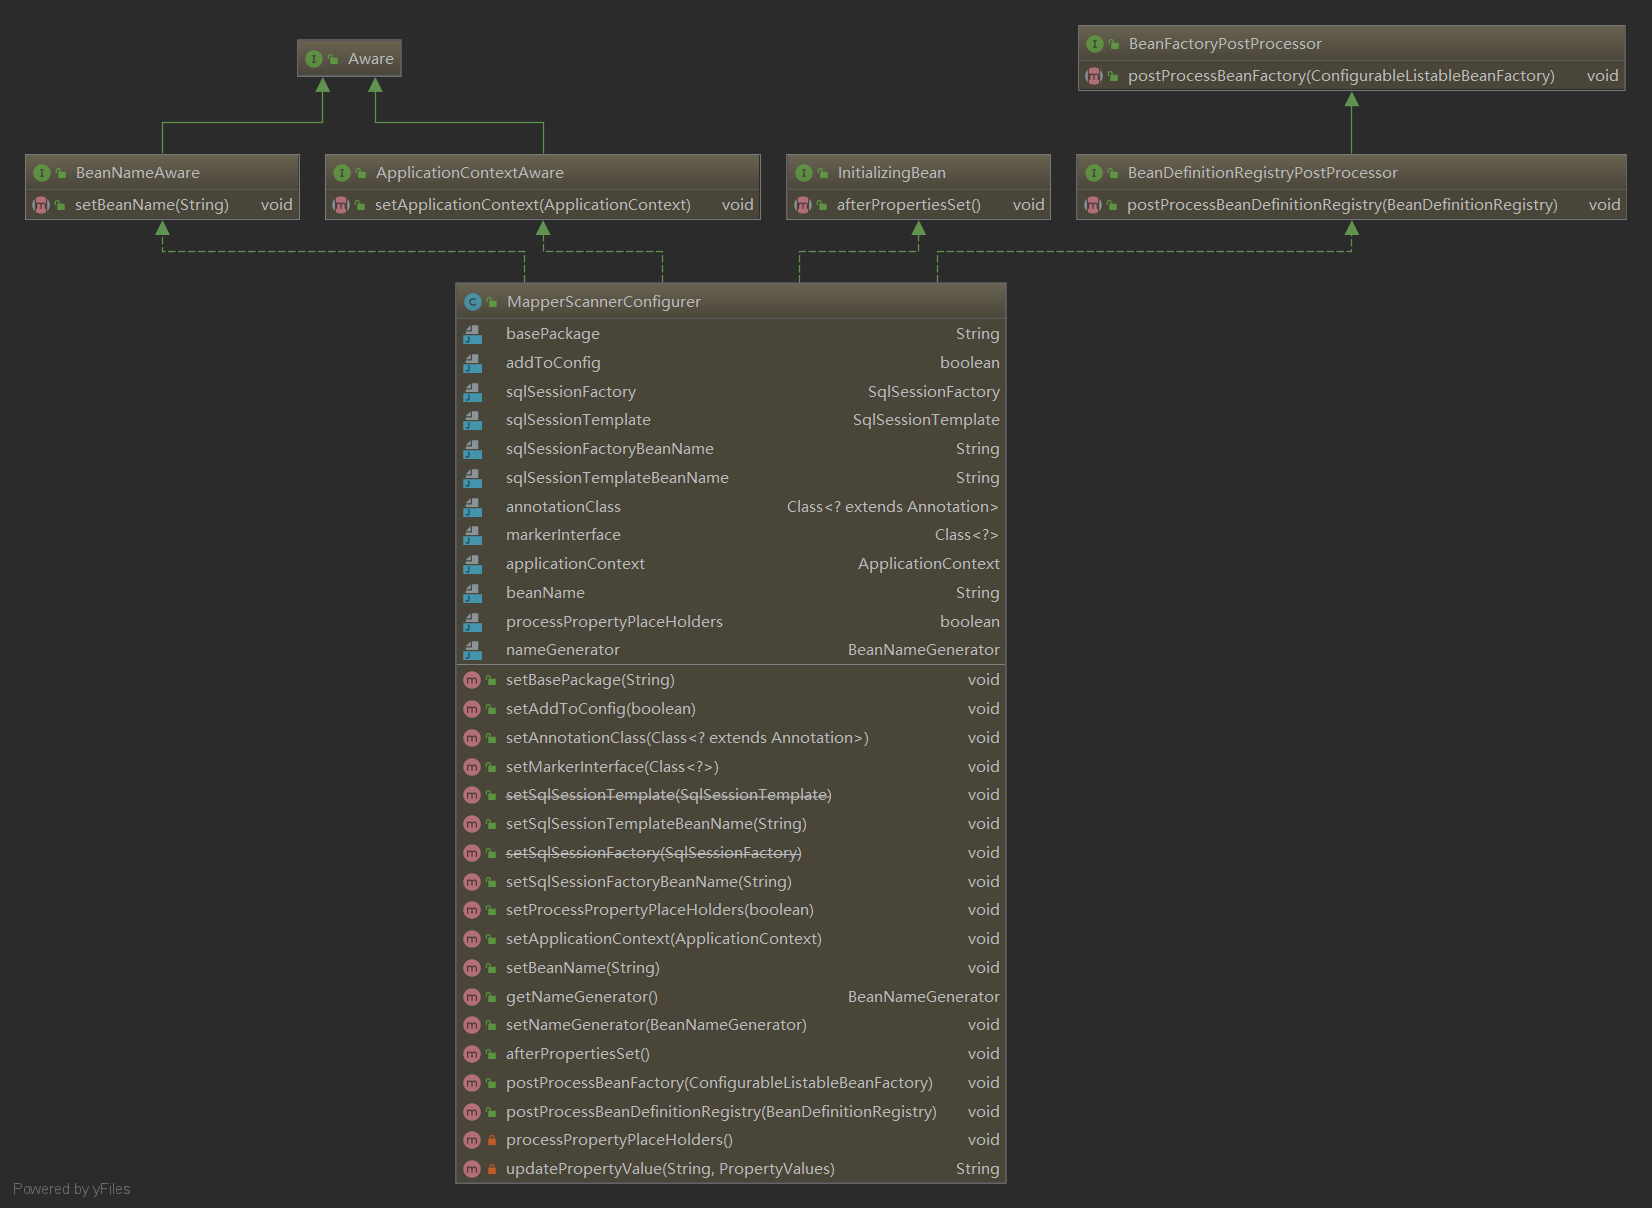 Aware
BeanFactoryPostProcessor
postProcessBeanFactory(ConfigurableListableBeanFactory) void
BeanNameAware
setBeanName(String) void
ApplicationContextAware
setApplicationContext(ApplicationContext) void
InitializingBean
afterPropertiesSet() void
BeanDefinitionRegistryPostProcessor
postProcessBeanDefinitionRegistry(BeanDefinitionRegistry) void
MapperScannerConfigurer
basePackage String
addToConfig boolean
sqlSessionFactory SqlSessionFactory
sqlSessionTemplate SqlSessionTemplate
sqlSessionFactoryBeanName String
sqlSessionTemplateBeanName String
annotationClass Class<? extends Annotation>
markerInterface Class<?>
applicationContext ApplicationContext
beanName String
processPropertyPlaceHolders boolean
nameGenerator BeanNameGenerator
setBasePackage(String) void
setAddToConfig(boolean) void
setAnnotationClass(Class<? extends Annotation>) void
setMarkerInterface(Class<?>) void
setSqlSessionTemplate(SqlSessionTemplate) void
setSqlSessionTemplateBeanName(String) void
setSqlSessionFactory(SqlSessionFactory) void
setSqlSessionFactoryBeanName(String) void
setProcessPropertyPlaceHolders(boolean) void
setApplicationContext(ApplicationContext) void
setBeanName(String) void
getNameGenerator() BeanNameGenerator
setNameGenerator(BeanNameGenerator) void
afterPropertiesSet() void
postProcessBeanFactory(ConfigurableListableBeanFactory) void
postProcessBeanDefinitionRegistry(BeanDefinitionRegistry) void
processPropertyPlaceHolders() void
updatePropertyValue(String, PropertyValues) String
Powered by yFiles